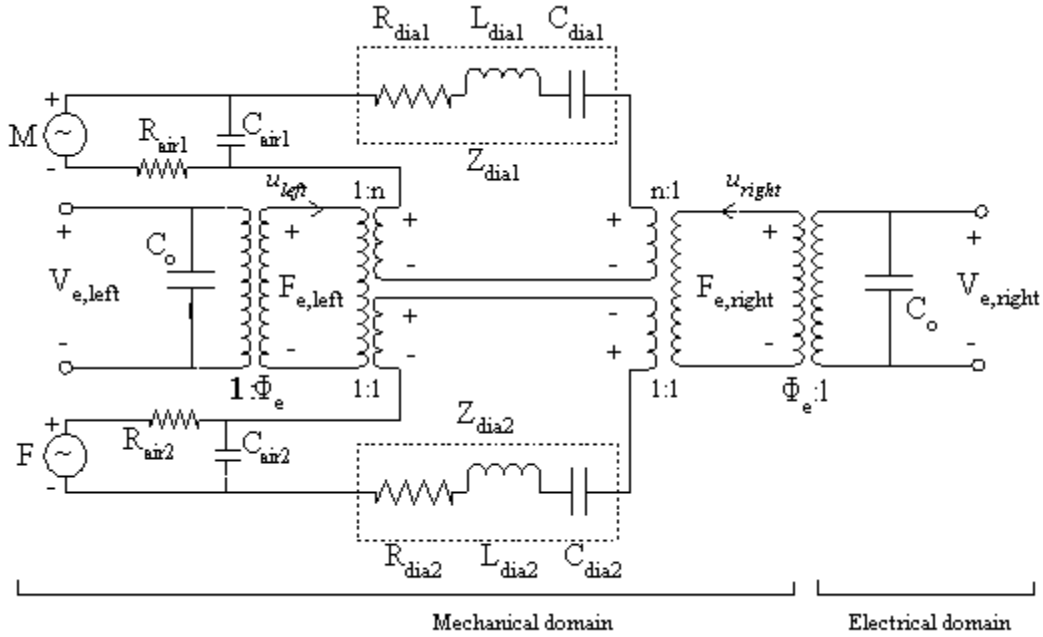 R_dia1 L_dia1 C_dia1
+
M ~
-
R_air1
C_air1
Z_dia1
u_left
1:n
n:1
u_right
+
-
+
-
+
V_e,left
-
C_o
+
F_e,left
-
+
-
-
+
+
F_e,right
-
+
V_e,right
-
C_o
1:Φ_e
1:1
1:1
Φ_e:1
Z_dia2
+
F ~
-
R_air2
C_air2
R_dia2 L_dia2 C_dia2
Mechanical domain
Electrical domain